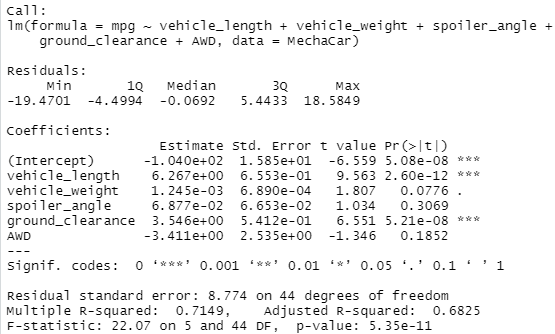 Call:
lm(formula = mpg ~ vehicle_length + vehicle_weight + spoiler_angle +
    ground_clearance + AWD, data = MechaCar)

Residuals:
     Min       1Q   Median       3Q      Max
-19.4701  -4.4994  -0.0692   5.4433  18.5849

Coefficients:
                   Estimate Std. Error t value Pr(>|t|)
(Intercept)      -1.040e+02  1.585e+01  -6.559 5.08e-08 ***
vehicle_length    6.267e+00  6.553e-01   9.563 2.60e-12 ***
vehicle_weight    1.245e-03  6.890e-04   1.807   0.0776 .
spoiler_angle     6.877e-02  6.653e-02   1.034   0.3069
ground_clearance  3.546e+00  5.412e-01   6.551 5.21e-08 ***
AWD              -3.411e+00  2.535e+00  -1.346   0.1852
---
Signif. codes:  0 ‘***’ 0.001 ‘**’ 0.01 ‘*’ 0.05 ‘.’ 0.1 ‘ ’ 1

Residual standard error: 8.774 on 44 degrees of freedom
Multiple R-squared:  0.7149,	Adjusted R-squared:  0.6825
F-statistic: 22.07 on 5 and 44 DF,  p-value: 5.35e-11